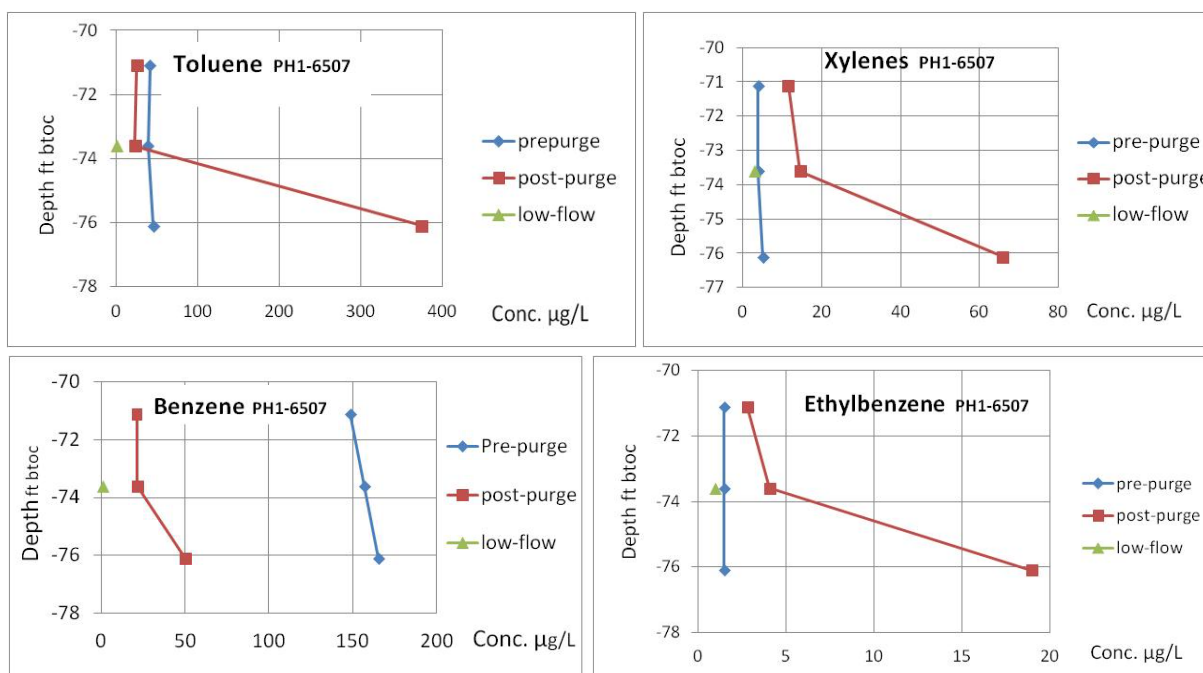 Toluene PH1-6507
Depth ft btoc
-70
-72
-74
-76
-78
0 100 200 300 400
Conc. µg/L
prepurge
post-purge
low-flow
Xylenes PH1-6507
Depth ft btoc
-70
-71
-72
-73
-74
-75
-76
-77
0 20 40 60 80
Conc. µg/L
pre-purge
post-purge
low-flow
Benzene PH1-6507
Depth ft btoc
-70
-72
-74
-76
-78
0 50 100 150 200
Conc. µg/L
Pre-purge
post-purge
low-flow
Ethylbenzene PH1-6507
Depth ft btoc
-70
-72
-74
-76
-78
0 5 10 15 20
Conc. µg/L
pre-purge
post-purge
low-flow